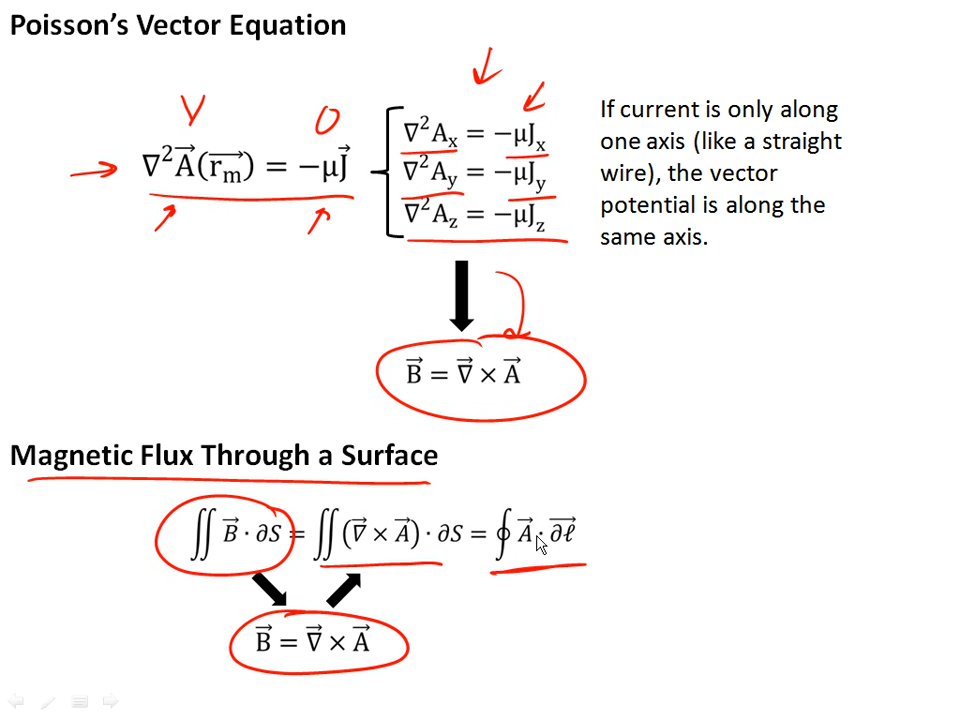 Poisson's Vector Equation
V
O
∇²A⃗(r⃗ₘ) = −μJ⃗
∇²Aₓ = −μJₓ
∇²Aᵧ = −μJᵧ
∇²A_z = −μJ_z
If current is only along
one axis (like a straight
wire), the vector
potential is along the
same axis.
B⃗ = ∇⃗ × A⃗
Magnetic Flux Through a Surface
∬ B⃗ · ∂S = ∬ (∇⃗ × A⃗) · ∂S = ∮ A⃗ · ∂ℓ⃗
B⃗ = ∇⃗ × A⃗